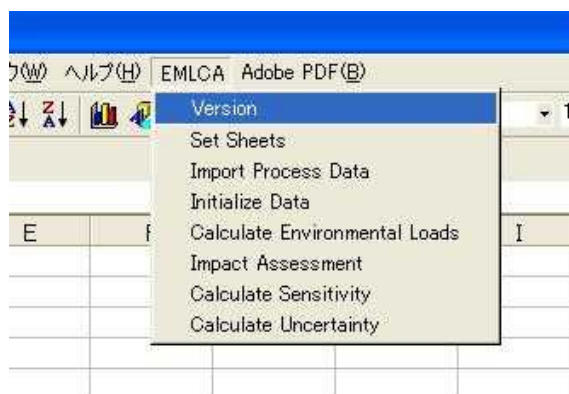 ウ(W) ヘルプ(H) EMLCA Adobe PDF(B)
Version
Set Sheets
Import Process Data
Initialize Data
E I
Calculate Environmental Loads
Impact Assessment
Calculate Sensitivity
Calculate Uncertainty